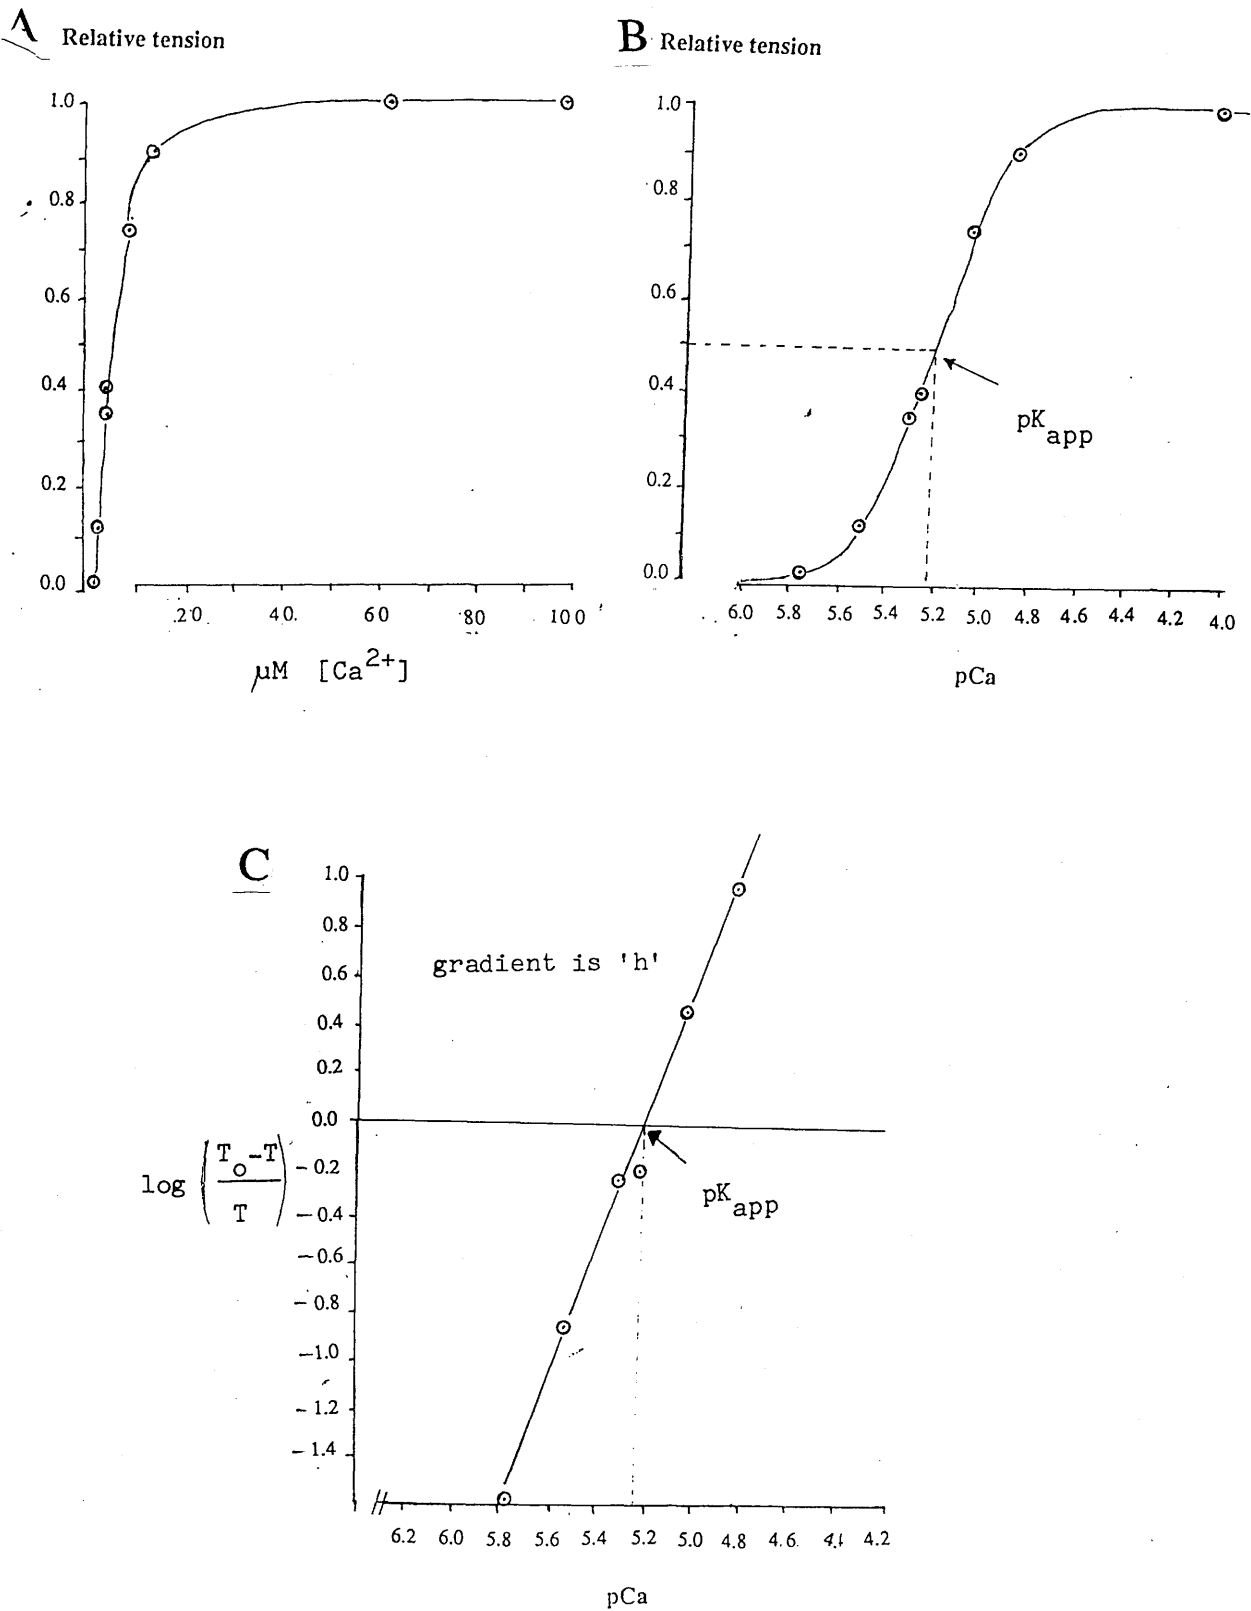 A Relative tension
1.0
0.8
0.6
0.4
0.2
0.0
20 40 60 80 100
µM [Ca2+]
B Relative tension
1.0
0.8
0.6
0.4
0.2
0.0
pKapp
6.0 5.8 5.6 5.4 5.2 5.0 4.8 4.6 4.4 4.2 4.0
pCa
C
1.0
0.8
0.6
0.4
0.2
0.0
-0.2
-0.4
-0.6
-0.8
-1.0
-1.2
-1.4
gradient is 'h'
log (To-T
T)
pKapp
6.2 6.0 5.8 5.6 5.4 5.2 5.0 4.8 4.6 4.4 4.2
pCa